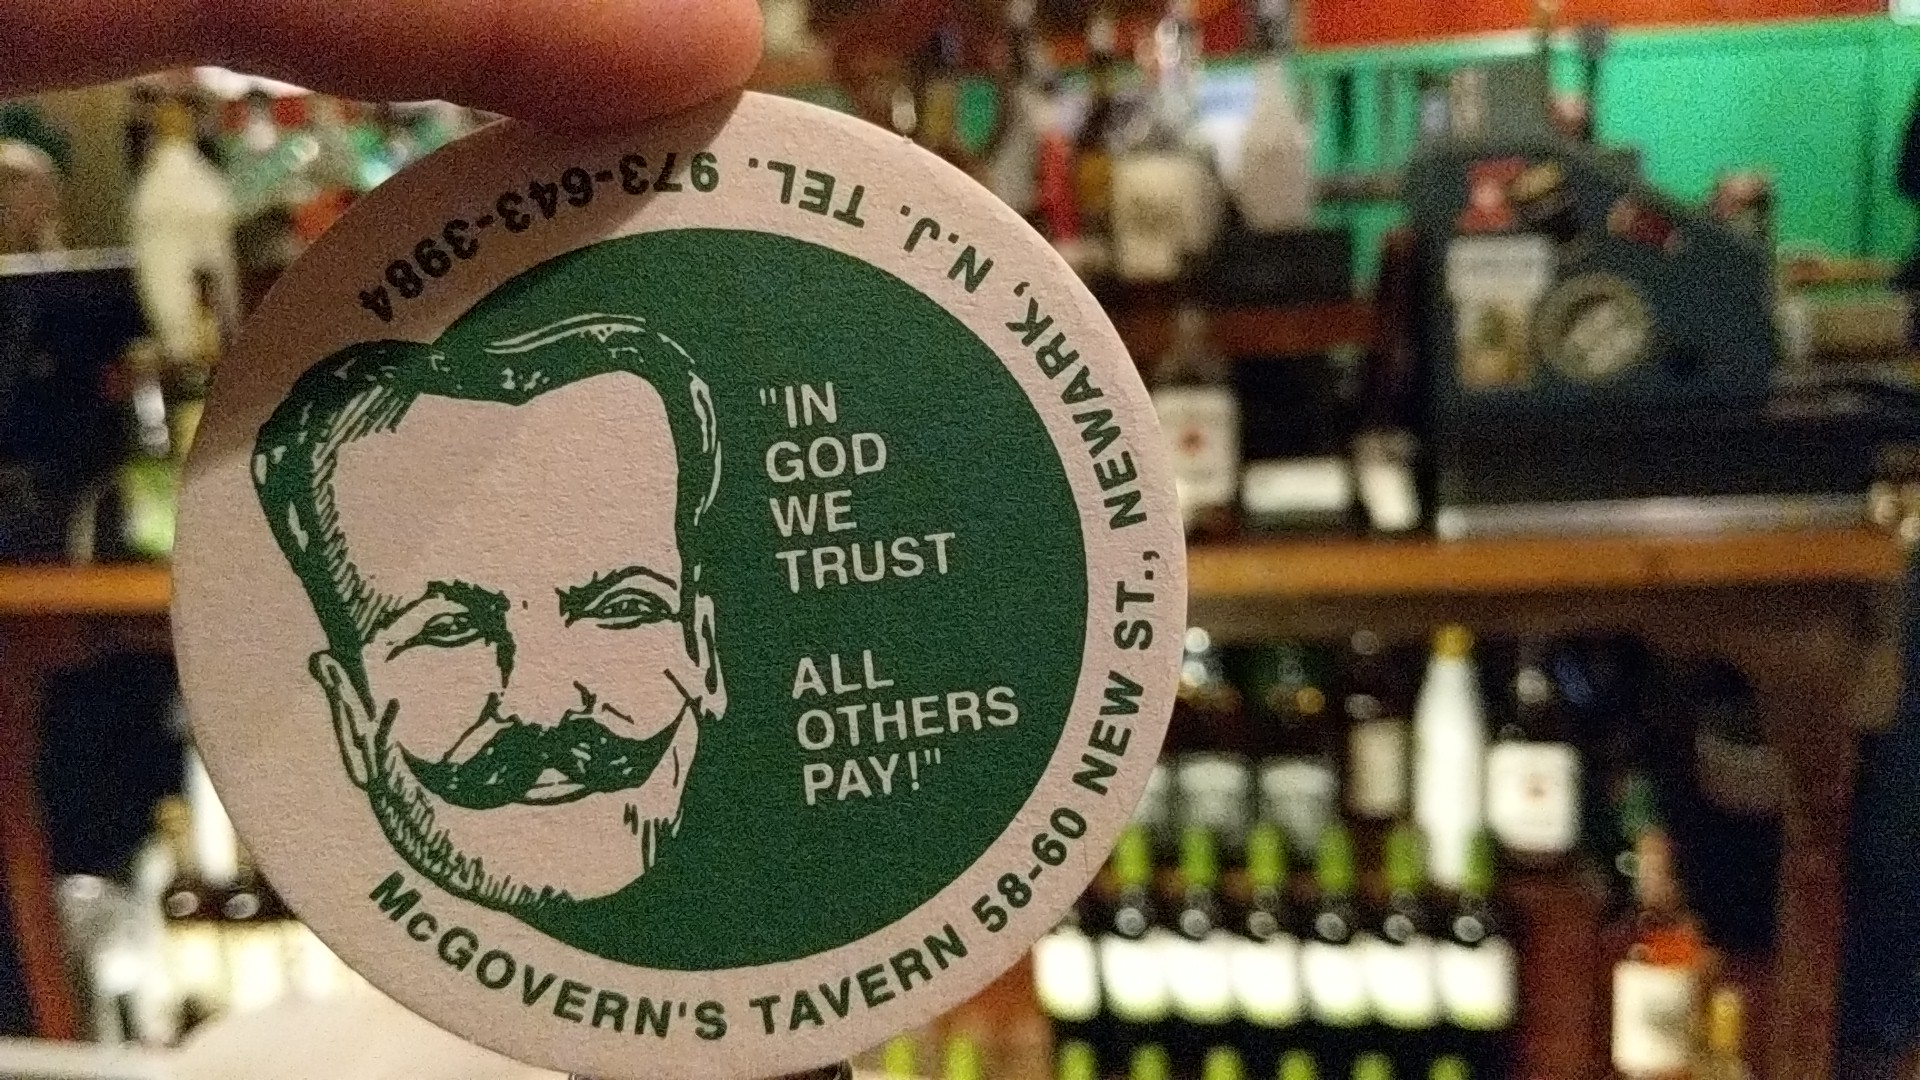 "IN
GOD
WE
TRUST
ALL
OTHERS
PAY!"
McGOVERN'S TAVERN 58-60 NEW ST., NEWARK, N.J. TEL. 973-643-3984